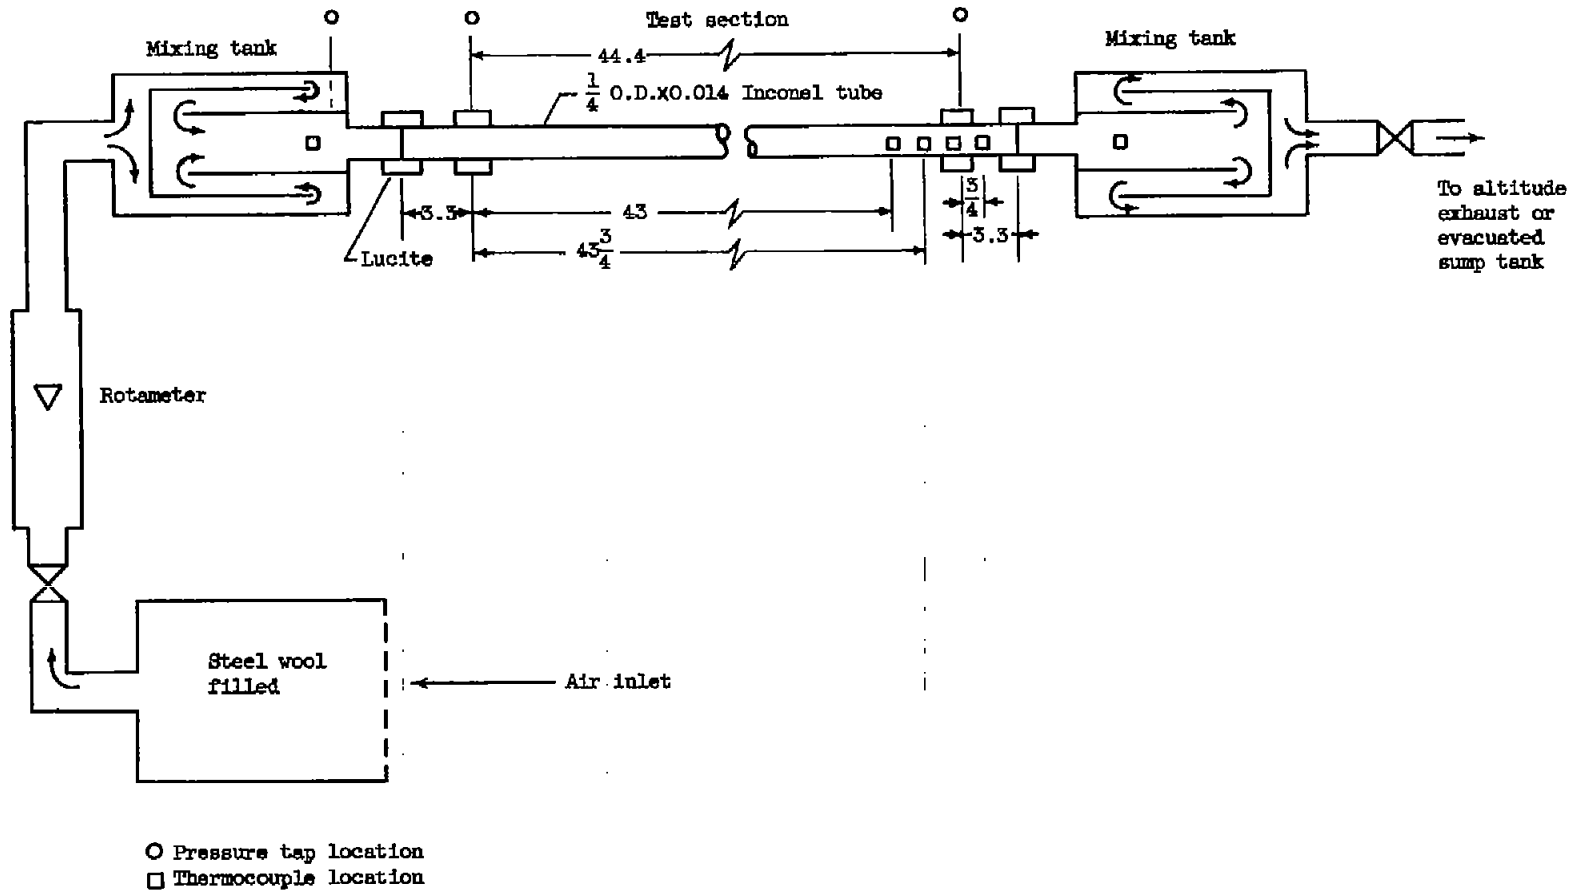 Test section
Mixing tank
Mixing tank
44.4
1/4 O.D.X0.014 Inconel tube
3.3
43
3/4
43 3/4
3.3
Lucite
To altitude
exhaust or
evacuated
sump tank
Rotameter
Steel wool
filled
Air inlet
Pressure tap location
Thermocouple location